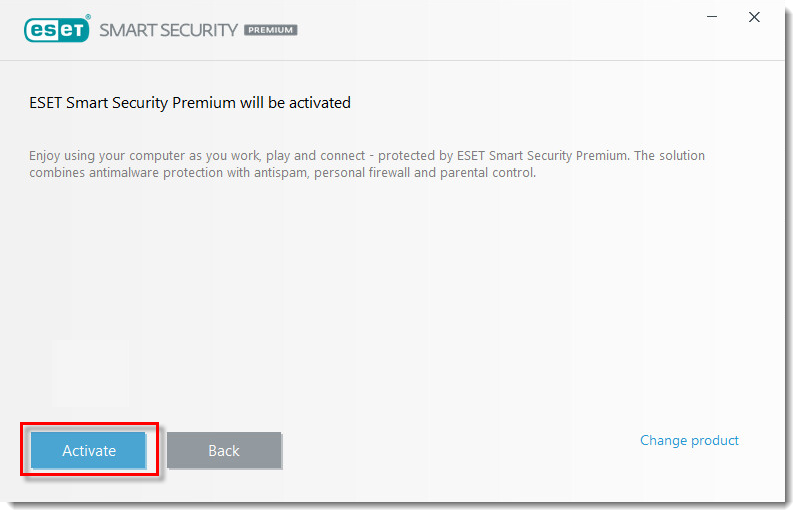 eset® SMART SECURITY PREMIUM
ESET Smart Security Premium will be activated
Enjoy using your computer as you work, play and connect - protected by ESET Smart Security Premium. The solution
combines antimalware protection with antispam, personal firewall and parental control.
Change product
Activate
Back